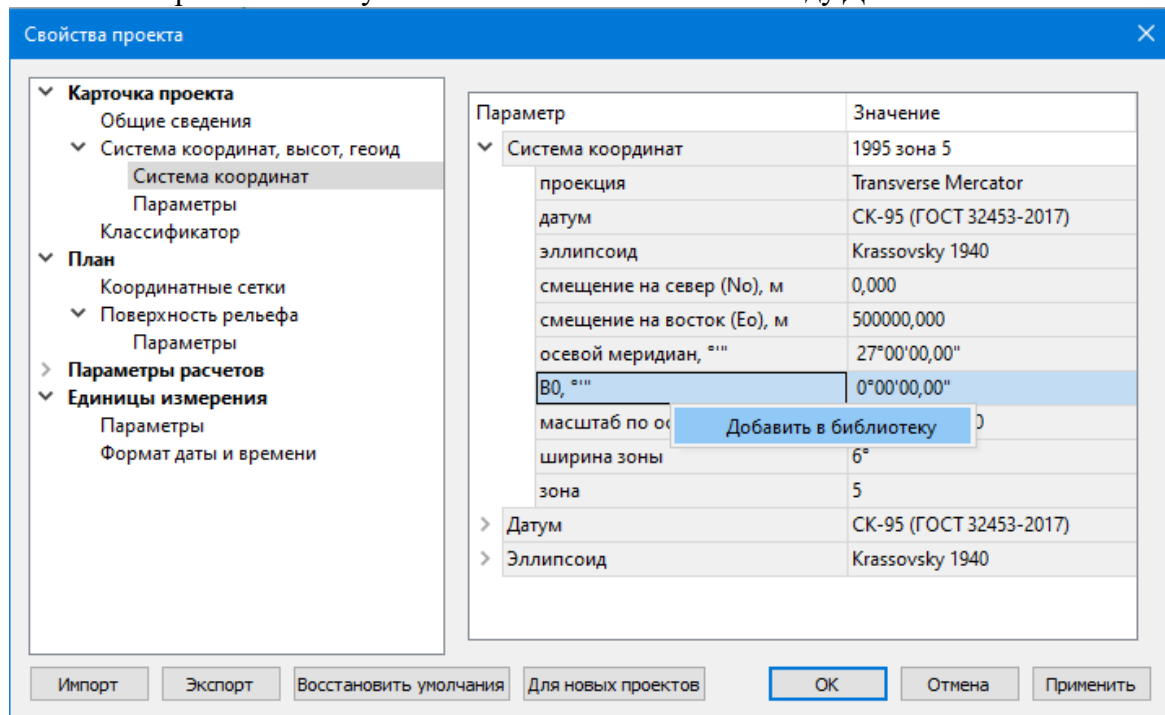 Свойства проекта
Карточка проекта
Общие сведения
Система координат, высот, геоид
Система координат
Параметры
Классификатор
План
Координатные сетки
Поверхность рельефа
Параметры
Параметры расчетов
Единицы измерения
Параметры
Формат даты и времени
Параметр Значение
Система координат 1995 зона 5
проекция Transverse Mercator
датум СК-95 (ГОСТ 32453-2017)
эллипсоид Krassovsky 1940
смещение на север (No), м 0,000
смещение на восток (Eo), м 500000,000
осевой меридиан, °'" 27°00'00,00"
B0, °'" 0°00'00,00"
масштаб по
Добавить в библиотеку
ширина зоны 6°
зона 5
Датум СК-95 (ГОСТ 32453-2017)
Эллипсоид Krassovsky 1940
Импорт Экспорт Восстановить умолчания Для новых проектов OK Отмена Применить